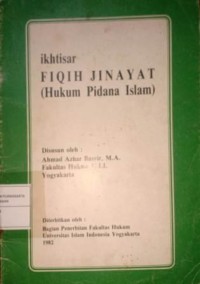 ikhtisar
FIQIH JINAYAT
(Hukum Pidana Islam)
Disusun oleh :
Ahmad Azhar Basyir, M.A.
Fakultas Hukum U.I.I.
Yogyakarta
Diterbitkan oleh :
Bagian Penerbitan Fakultas Hukum
Universitas Islam Indonesia Yogyakarta
1982